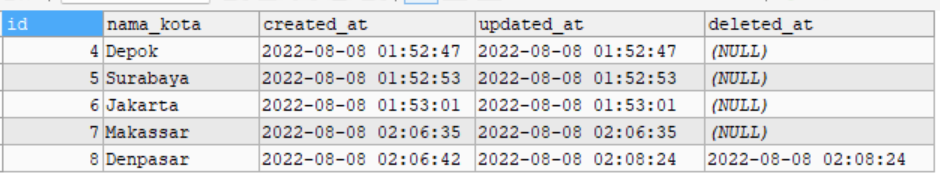 id nama_kota created_at updated_at deleted_at
4 Depok 2022-08-08 01:52:47 2022-08-08 01:52:47 (NULL)
5 Surabaya 2022-08-08 01:52:53 2022-08-08 01:52:53 (NULL)
6 Jakarta 2022-08-08 01:53:01 2022-08-08 01:53:01 (NULL)
7 Makassar 2022-08-08 02:06:35 2022-08-08 02:06:35 (NULL)
8 Denpasar 2022-08-08 02:06:42 2022-08-08 02:08:24 2022-08-08 02:08:24